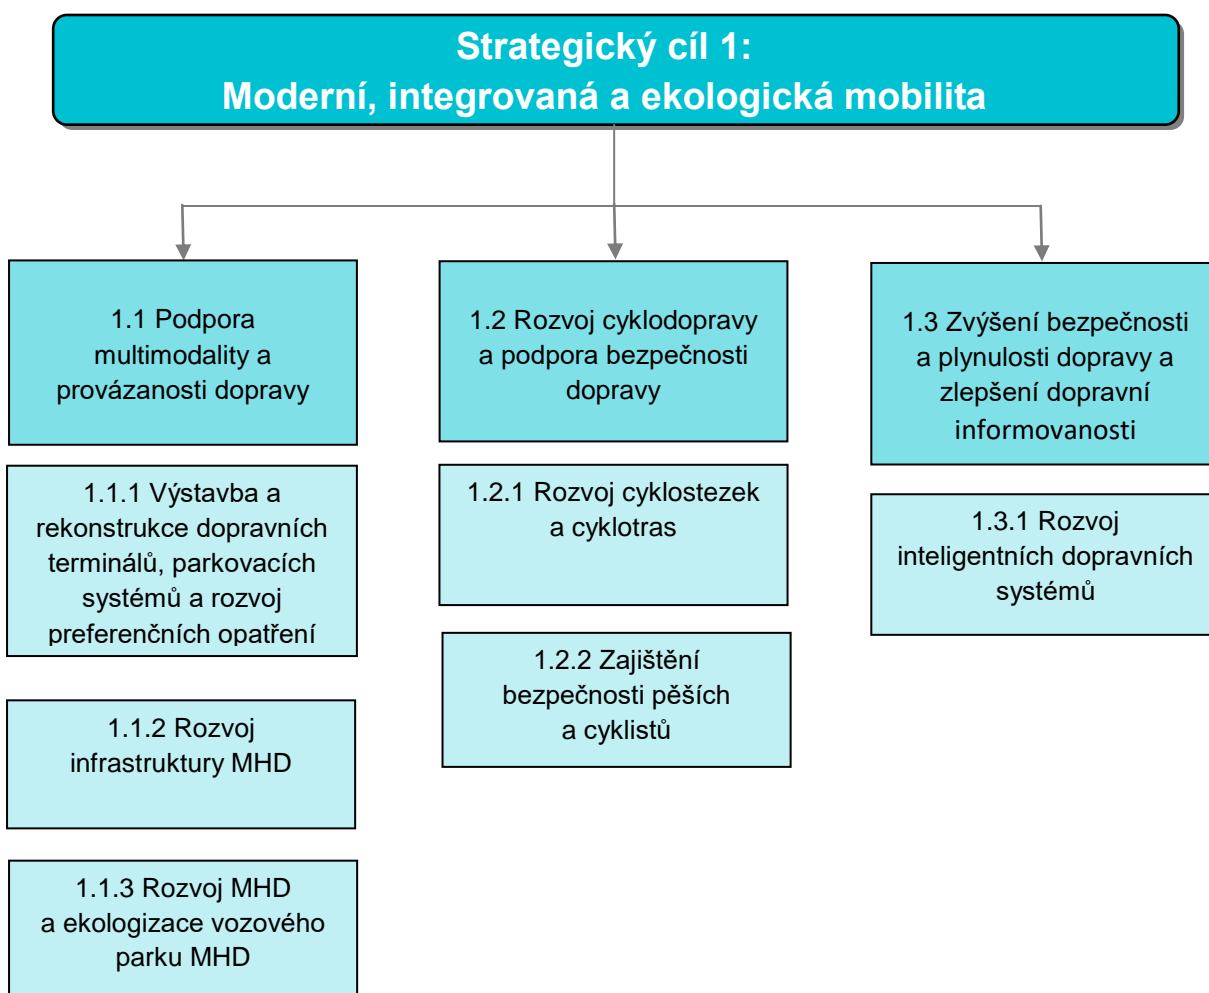 Strategický cíl 1:
Moderní, integrovaná a ekologická mobilita
1.1 Podpora
multimodality a
provázanosti dopravy
1.2 Rozvoj cyklodopravy
a podpora bezpečnosti
dopravy
1.3 Zvýšení bezpečnosti
a plynulosti dopravy a
zlepšení dopravní
informovanosti
1.1.1 Výstavba a
rekonstrukce dopravních
terminálů, parkovacích
systémů a rozvoj
preferenčních opatření
1.2.1 Rozvoj cyklostezek
a cyklotras
1.3.1 Rozvoj
inteligentních dopravních
systémů
1.2.2 Zajištění
bezpečnosti pěších
a cyklistů
1.1.2 Rozvoj
infrastruktury MHD
1.1.3 Rozvoj MHD
a ekologizace vozového
parku MHD